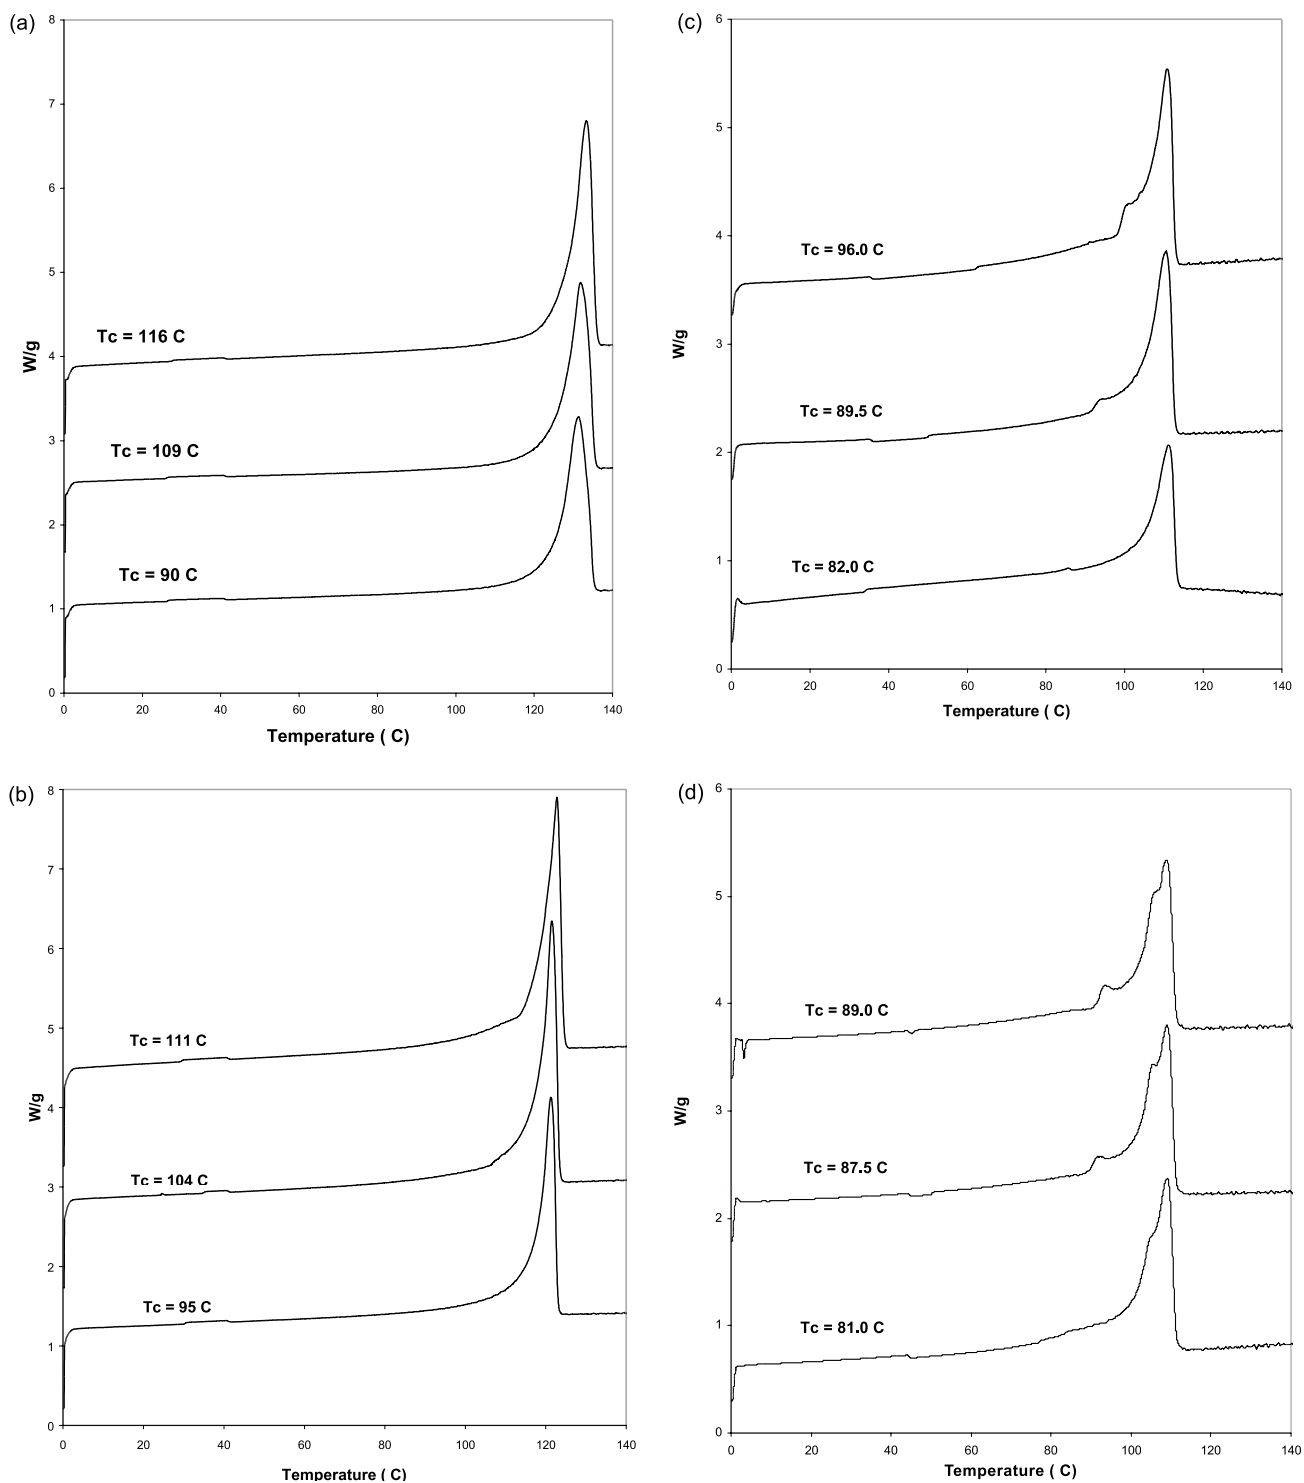 (a)
8
7
6
5
4
3
2
1
0
W/g
Tc = 116 C
Tc = 109 C
Tc = 90 C
0 20 40 60 80 100 120 140
Temperature ( C)
(c)
6
5
4
3
2
1
0
W/g
Tc = 96.0 C
Tc = 89.5 C
Tc = 82.0 C
0 20 40 60 80 100 120 140
Temperature ( C)
(b)
8
7
6
5
4
3
2
1
0
W/g
Tc = 111 C
Tc = 104 C
Tc = 95 C
0 20 40 60 80 100 120 140
Temperature ( C)
(d)
6
5
4
3
2
1
0
W/g
Tc = 89.0 C
Tc = 87.5 C
Tc = 81.0 C
0 20 40 60 80 100 120 140
Temperature ( C)